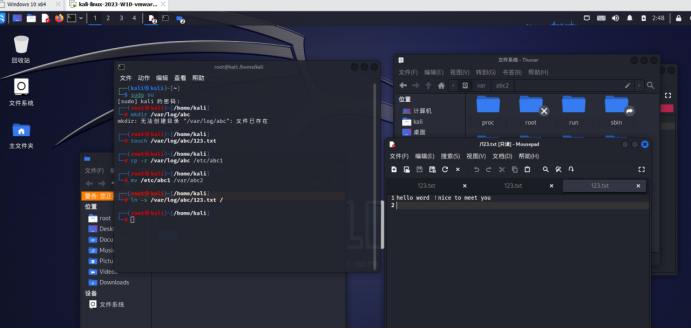 Windows 10 x64
kali-linux-2023-W10-vmwar...
1 2 3 4
2:48
回收站
文件系统
主文件夹
root@kali: /home/kali
文件 动作 编辑 查看 帮助
(kali㉿kali)-[~]
$ sudo su
[sudo] kali 的密码:
(root㉿kali)-[/home/kali]
# mkdir /var/log/abc
mkdir: 无法创建目录 "/var/log/abc": 文件已存在
(root㉿kali)-[/home/kali]
# touch /var/log/abc/123.txt
(root㉿kali)-[/home/kali]
# cp -r /var/log/abc /etc/abc1
(root㉿kali)-[/home/kali]
# mv /etc/abc1 /var/abc2
(root㉿kali)-[/home/kali]
# ln -s /var/log/abc/123.txt /
(root㉿kali)-[/home/kali]
#
文件系统 - Thunar
文件(F) 编辑(E) 视图(V) 转到(G) 书签(B) 帮助(H)
var abc2
位置
计算机
kali
桌面
proc root run sbin
/123.txt [只读] - Mousepad
文件(F) 编辑(E) 搜索(S) 视图(V) 文档(D) 帮助(H)
123.txt 123.txt 123.txt
1 hello word ！nice to meet you
2
文件(F)
警告: 您正
位置
root
Desk
Docu
Music
Pictu
Video
Downloads
设备
文件系统